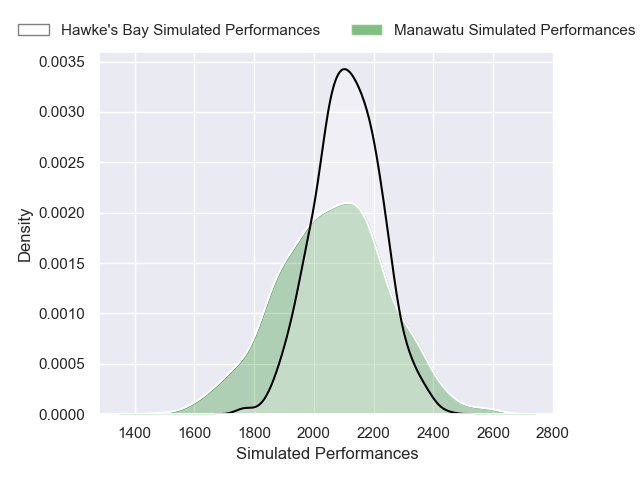 Hawke's Bay Simulated Performances
Manawatu Simulated Performances
0.0035
0.0030
0.0025
0.0020
0.0015
0.0010
0.0005
0.0000
Density
1400 1600 1800 2000 2200 2400 2600 2800
Simulated Performances